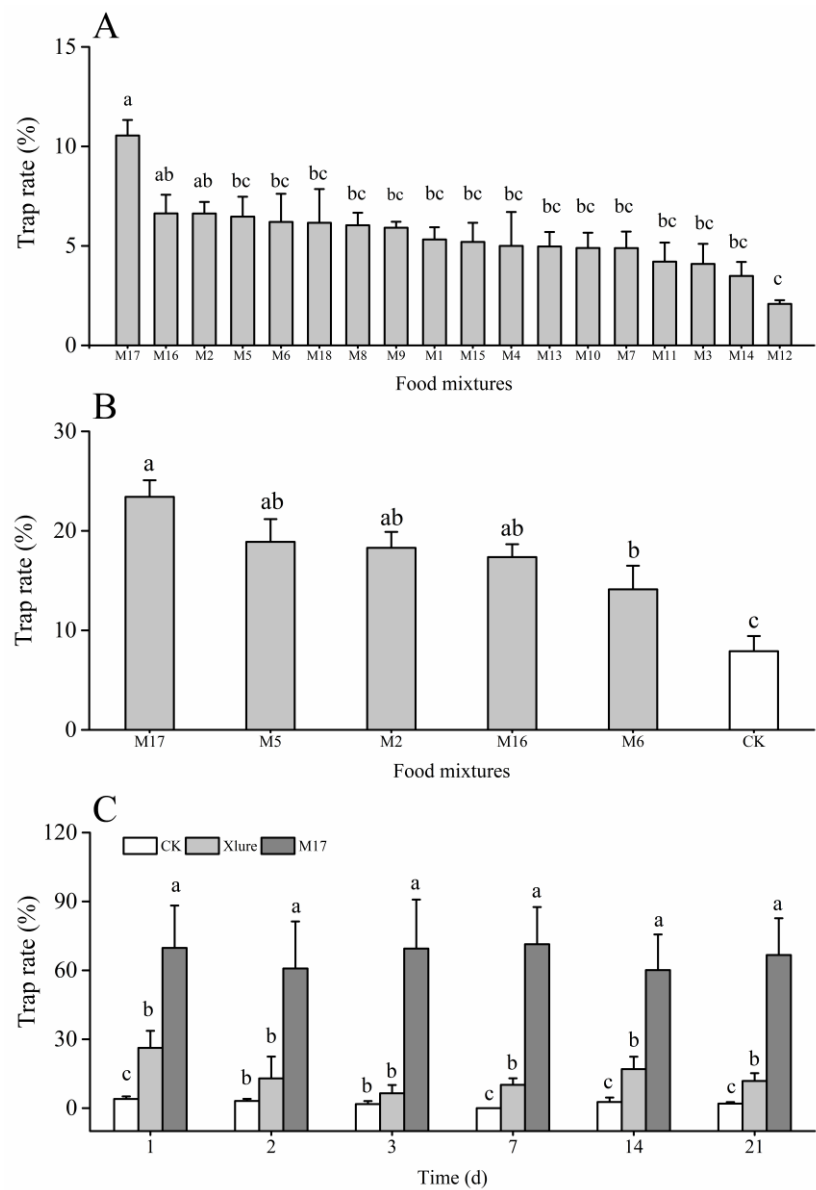 A
15
10
5
0
Trap rate (%)
a
ab
ab
bc
bc
bc
bc
bc
bc
bc
bc
bc
bc
bc
bc
bc
bc
c
M17 M16 M2 M5 M6 M18 M8 M9 M1 M15 M4 M13 M10 M7 M11 M3 M14 M12
Food mixtures
B
30
20
10
0
Trap rate (%)
a
ab
ab
ab
b
c
M17 M5 M2 M16 M6 CK
Food mixtures
C
120
90
60
30
0
Trap rate (%)
CK Xlure M17
c b a
b b a
b b a
c b a
c b a
c b a
1 2 3 7 14 21
Time (d)